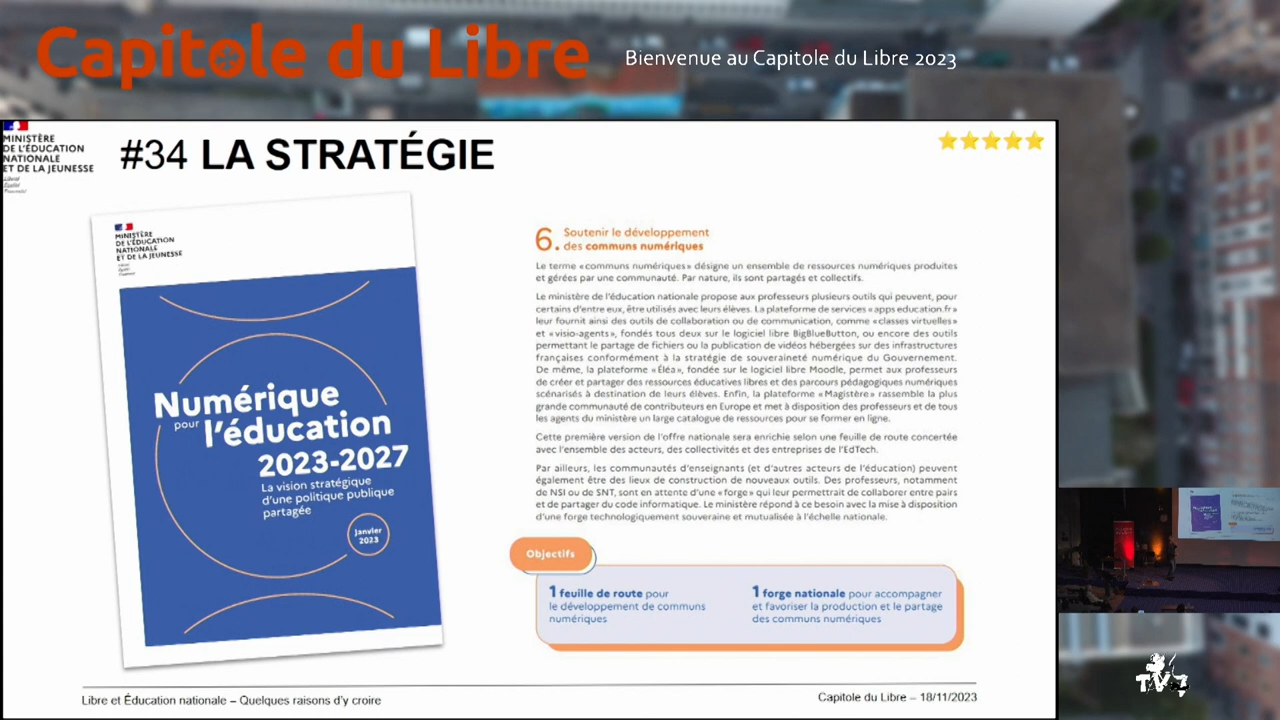 Capitole du Libre
Bienvenue au Capitole du Libre 2023
MINISTÈRE
DE L'ÉDUCATION
NATIONALE
ET DE LA JEUNESSE
Liberté
Égalité
Fraternité
#34 LA STRATÉGIE
MINISTÈRE
DE L'ÉDUCATION
NATIONALE
ET DE LA JEUNESSE
Numérique
pour l'éducation
2023-2027
La vision stratégique
d'une politique publique
partagée
Janvier
2023
6. Soutenir le développement
des communs numériques
Le terme «communs numériques» désigne un ensemble de ressources numériques produites
et gérées par une communauté. Par nature, ils sont partagés et collectifs.
Le ministère de l'éducation nationale propose aux professeurs plusieurs outils qui peuvent, pour
certains d'entre eux, être utilisés avec leurs élèves. La plateforme de services «apps education.fr»
leur fournit ainsi des outils de collaboration ou de communication, comme «classes virtuelles»
et «visio-agents», fondés tous deux sur le logiciel libre BigBlueButton, ou encore des outils
permettant le partage de fichiers ou la publication de vidéos hébergées sur des infrastructures
françaises conformément à la stratégie de souveraineté numérique du Gouvernement.
De même, la plateforme «Éléa», fondée sur le logiciel libre Moodle, permet aux professeurs
de créer et partager des ressources éducatives libres et des parcours pédagogiques numériques
scénarisés à destination de leurs élèves. Enfin, la plateforme «Magistère» rassemble la plus
grande communauté de contributeurs en Europe et met à disposition des professeurs et de tous
les agents du ministère un large catalogue de ressources pour se former en ligne.
Cette première version de l'offre nationale sera enrichie selon une feuille de route concertée
avec l'ensemble des acteurs, des collectivités et des entreprises de l'EdTech.
Par ailleurs, les communautés d'enseignants (et d'autres acteurs de l'éducation) peuvent
également être des lieux de construction de nouveaux outils. Des professeurs, notamment
de NSI ou de SNT, sont en attente d'une «forge» qui leur permettrait de collaborer entre pairs
et de partager du code informatique. Le ministère répond à ce besoin avec la mise à disposition
d'une forge technologiquement souveraine et mutualisée à l'échelle nationale.
Objectifs
1 feuille de route pour
le développement de communs
numériques
1 forge nationale pour accompagner
et favoriser la production et le partage
des communs numériques
Libre et Éducation nationale – Quelques raisons d'y croire
Capitole du Libre – 18/11/2023